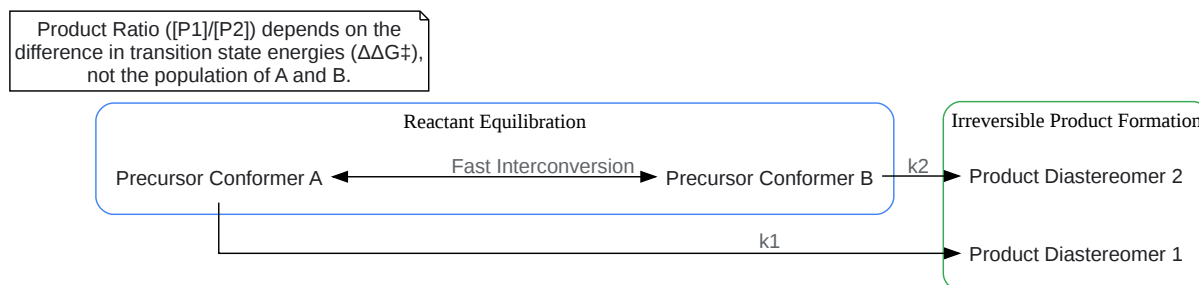 Product Ratio ([P1]/[P2]) depends on the
difference in transition state energies (ΔΔG‡),
not the population of A and B.
Reactant Equilibration
Irreversible Product Formation
Precursor Conformer A
Fast Interconversion
Precursor Conformer B
k2
Product Diastereomer 2
k1
Product Diastereomer 1